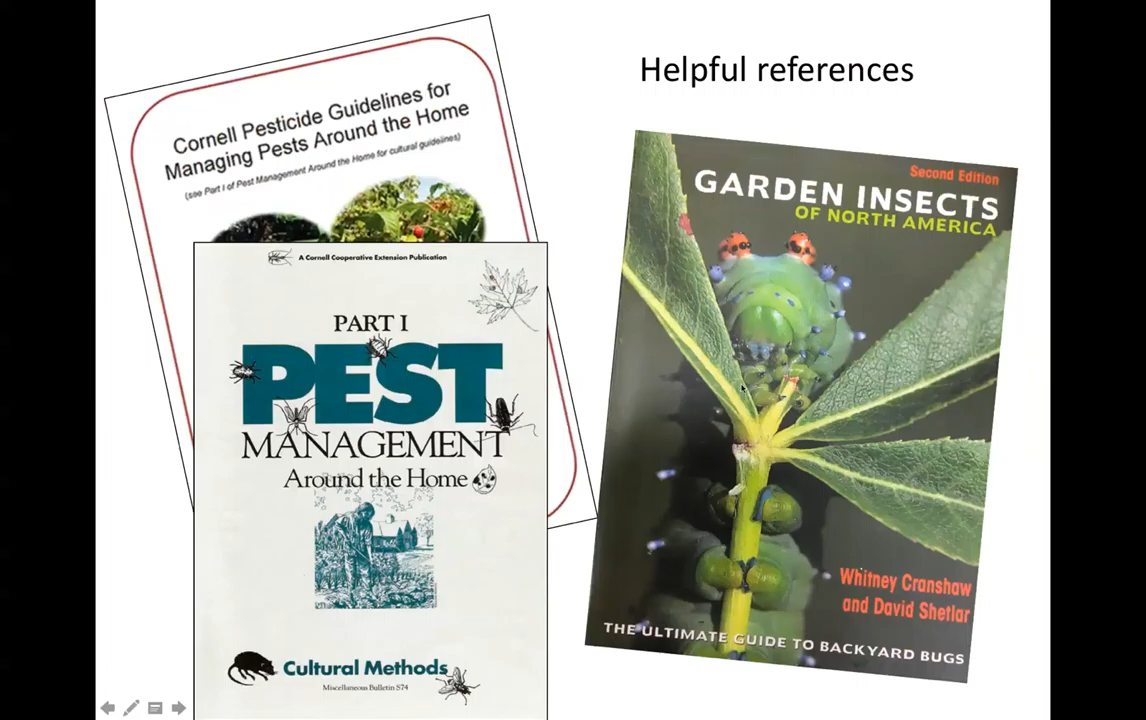 Helpful references
Cornell Pesticide Guidelines for
Managing Pests Around the Home
(see Part I of Pest Management Around the Home for cultural guidelines)
A Cornell Cooperative Extension Publication
PART I
PEST
MANAGEMENT
Around the Home
Cultural Methods
Miscellaneous Bulletin S74
Second Edition
GARDEN INSECTS
OF NORTH AMERICA
Whitney Cranshaw
and David Shetlar
THE ULTIMATE GUIDE TO BACKYARD BUGS